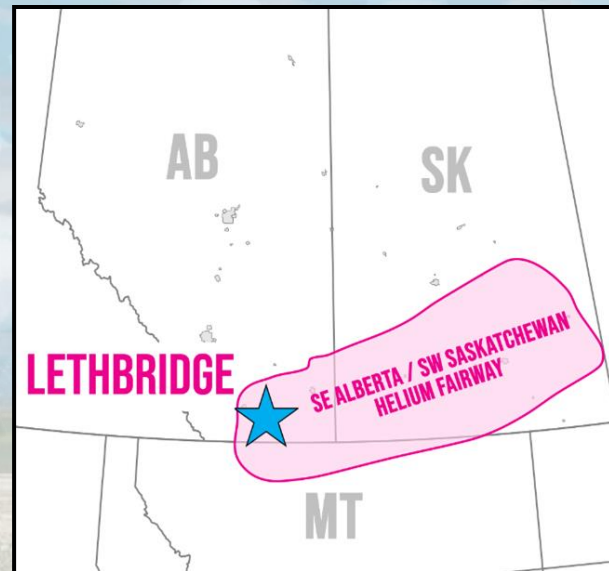 AB
SK
LETHBRIDGE
SE ALBERTA / SW SASKATCHEWAN
HELIUM FAIRWAY
MT